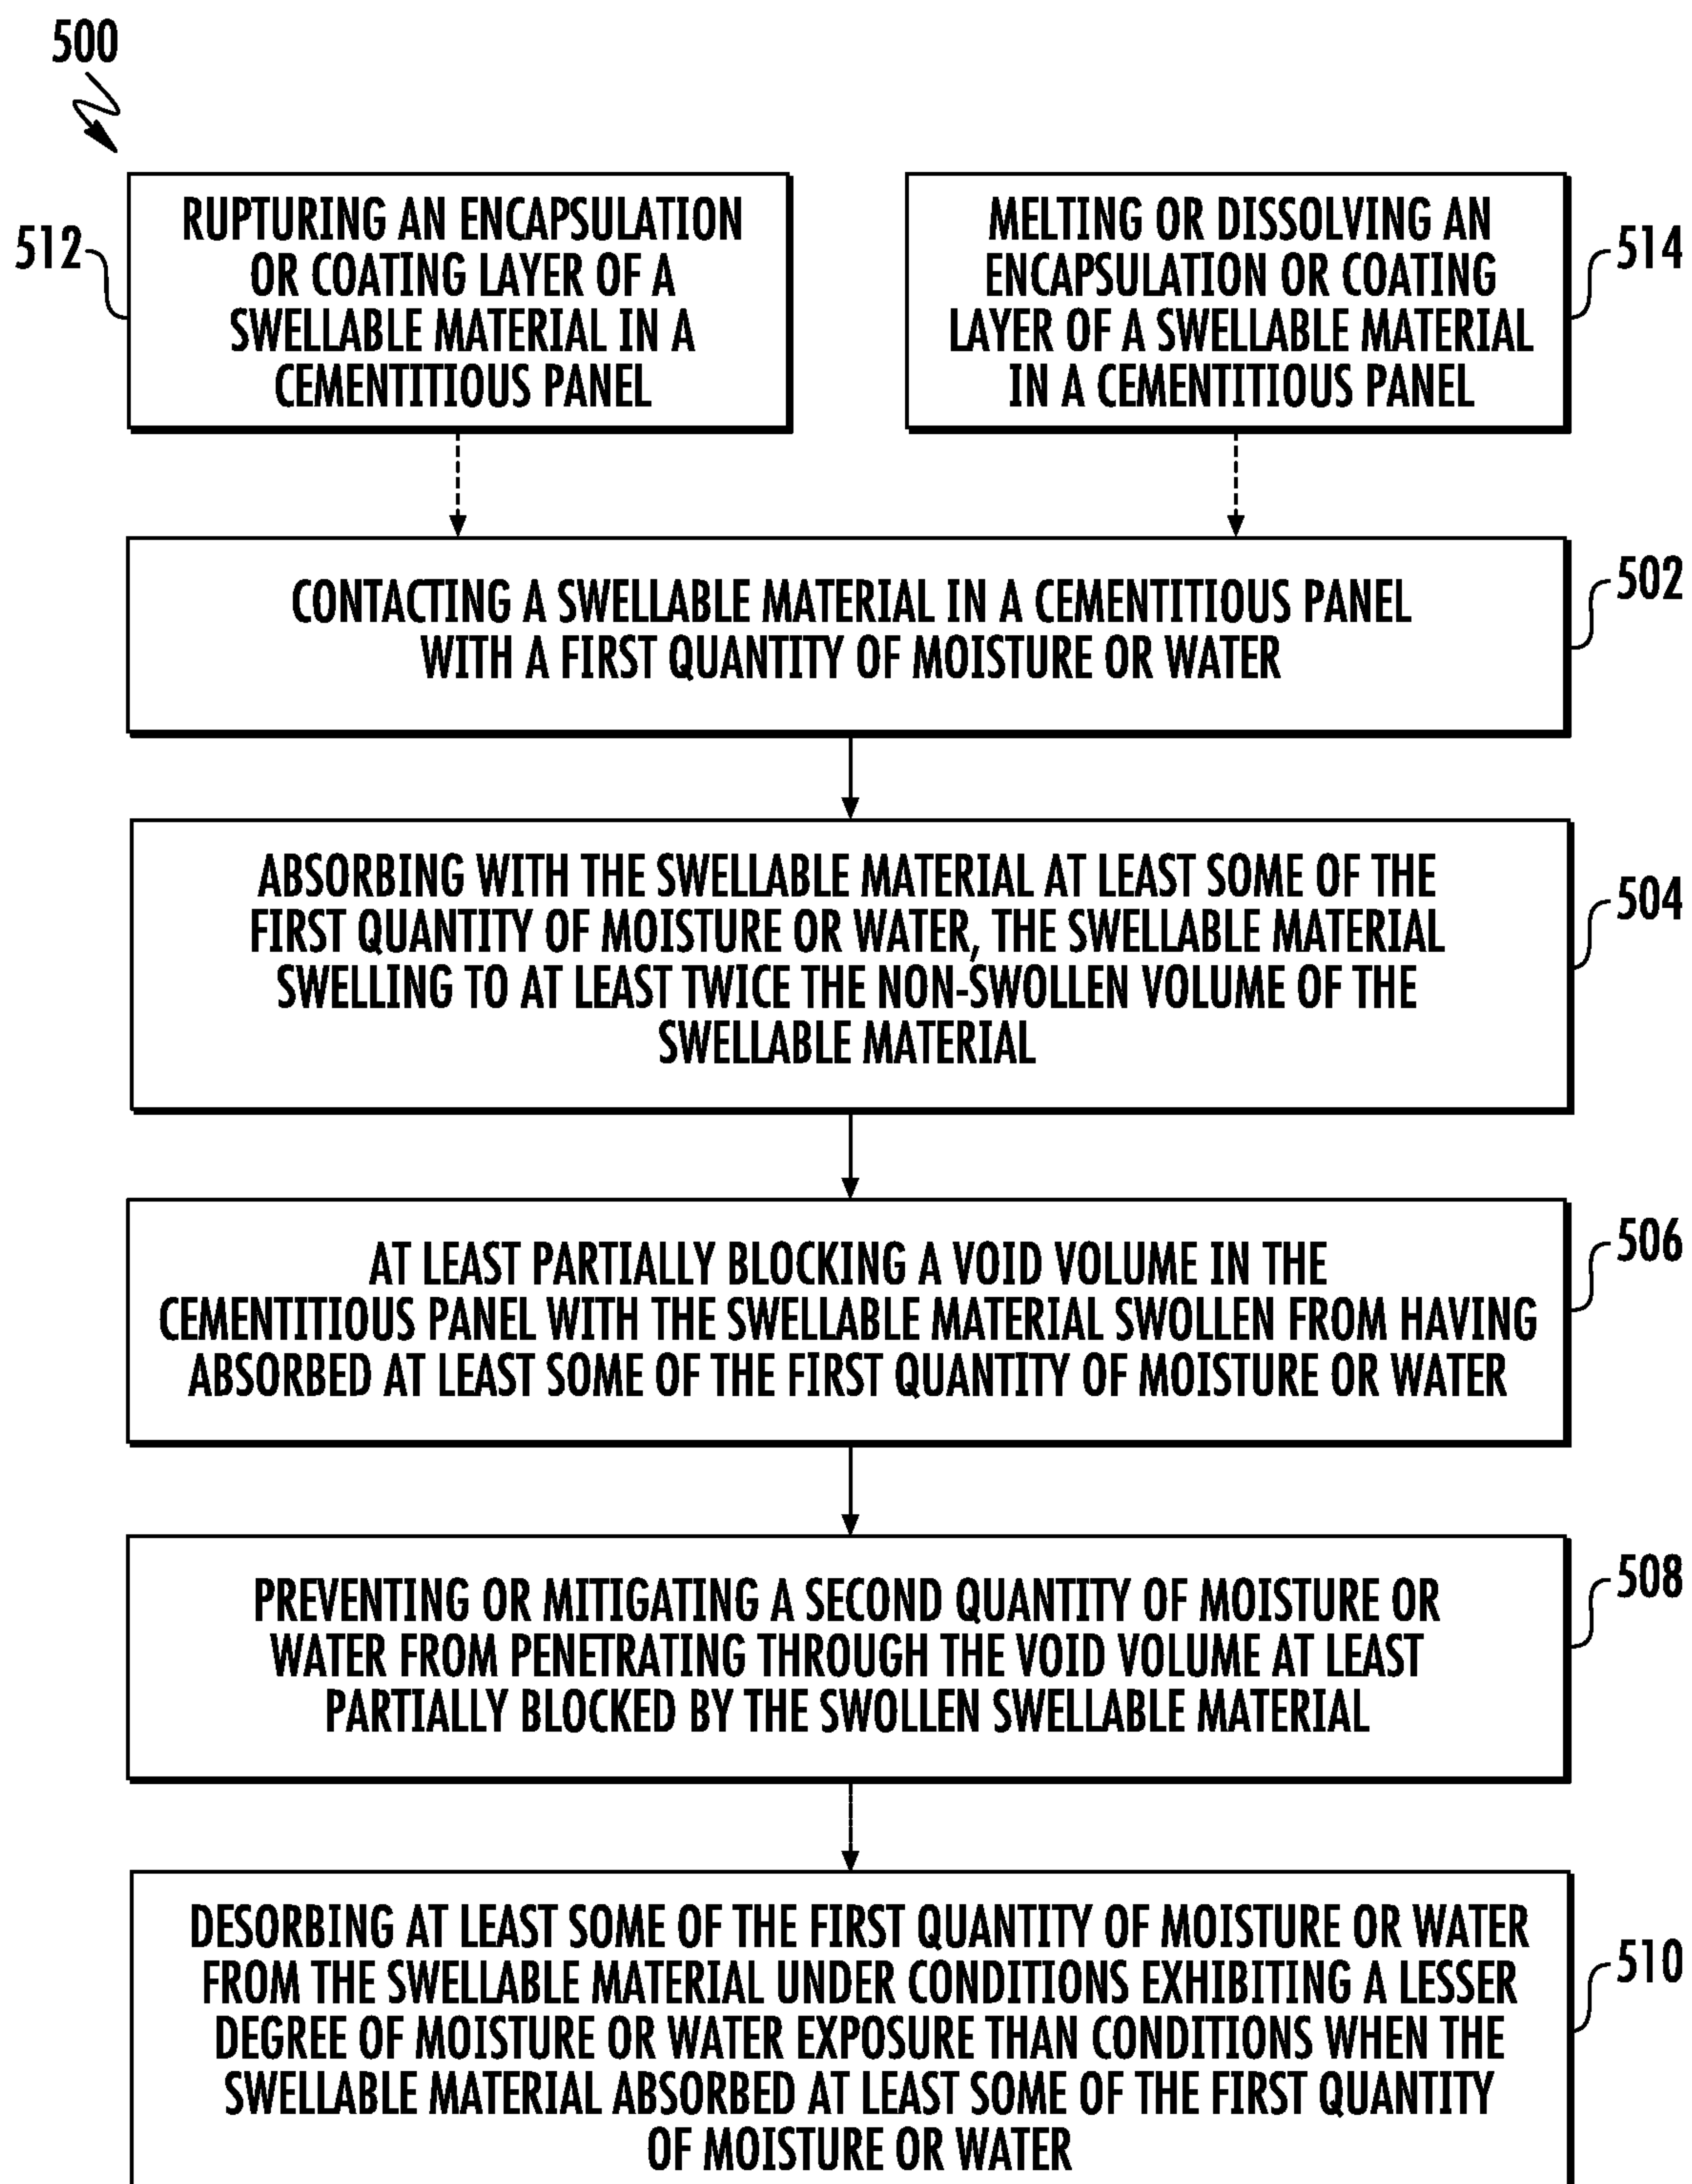 500
512
RUPTURING AN ENCAPSULATION
OR COATING LAYER OF A
SWELLABLE MATERIAL IN A
CEMENTITIOUS PANEL
MELTING OR DISSOLVING AN
ENCAPSULATION OR COATING
LAYER OF A SWELLABLE MATERIAL
IN A CEMENTITIOUS PANEL
514
CONTACTING A SWELLABLE MATERIAL IN A CEMENTITIOUS PANEL
WITH A FIRST QUANTITY OF MOISTURE OR WATER
502
ABSORBING WITH THE SWELLABLE MATERIAL AT LEAST SOME OF THE
FIRST QUANTITY OF MOISTURE OR WATER, THE SWELLABLE MATERIAL
SWELLING TO AT LEAST TWICE THE NON-SWOLLEN VOLUME OF THE
SWELLABLE MATERIAL
504
AT LEAST PARTIALLY BLOCKING A VOID VOLUME IN THE
CEMENTITIOUS PANEL WITH THE SWELLABLE MATERIAL SWOLLEN FROM HAVING
ABSORBED AT LEAST SOME OF THE FIRST QUANTITY OF MOISTURE OR WATER
506
PREVENTING OR MITIGATING A SECOND QUANTITY OF MOISTURE OR
WATER FROM PENETRATING THROUGH THE VOID VOLUME AT LEAST
PARTIALLY BLOCKED BY THE SWOLLEN SWELLABLE MATERIAL
508
DESORBING AT LEAST SOME OF THE FIRST QUANTITY OF MOISTURE OR WATER
FROM THE SWELLABLE MATERIAL UNDER CONDITIONS EXHIBITING A LESSER
DEGREE OF MOISTURE OR WATER EXPOSURE THAN CONDITIONS WHEN THE
SWELLABLE MATERIAL ABSORBED AT LEAST SOME OF THE FIRST QUANTITY
OF MOISTURE OR WATER
510